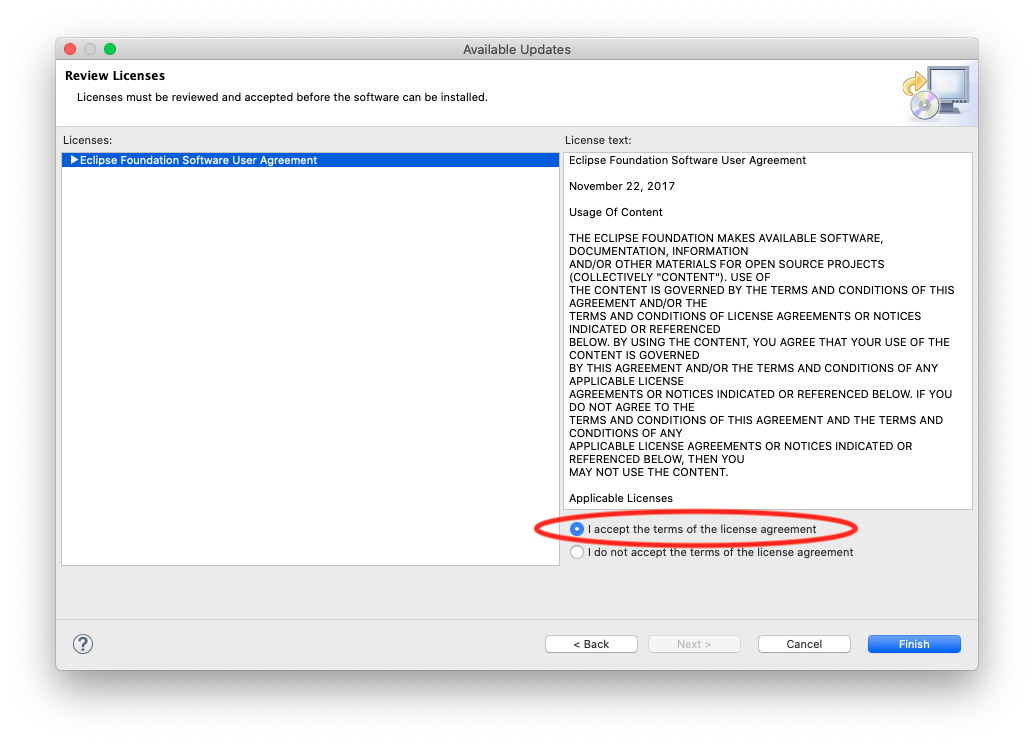 Available Updates
Review Licenses
Licenses must be reviewed and accepted before the software can be installed.
Licenses:
Eclipse Foundation Software User Agreement
License text:
Eclipse Foundation Software User Agreement
November 22, 2017
Usage Of Content
THE ECLIPSE FOUNDATION MAKES AVAILABLE SOFTWARE,
DOCUMENTATION, INFORMATION
AND/OR OTHER MATERIALS FOR OPEN SOURCE PROJECTS
(COLLECTIVELY "CONTENT"). USE OF
THE CONTENT IS GOVERNED BY THE TERMS AND CONDITIONS OF THIS
AGREEMENT AND/OR THE
TERMS AND CONDITIONS OF LICENSE AGREEMENTS OR NOTICES
INDICATED OR REFERENCED
BELOW. BY USING THE CONTENT, YOU AGREE THAT YOUR USE OF THE
CONTENT IS GOVERNED
BY THIS AGREEMENT AND/OR THE TERMS AND CONDITIONS OF ANY
APPLICABLE LICENSE
AGREEMENTS OR NOTICES INDICATED OR REFERENCED BELOW. IF YOU
DO NOT AGREE TO THE
TERMS AND CONDITIONS OF THIS AGREEMENT AND THE TERMS AND
CONDITIONS OF ANY
APPLICABLE LICENSE AGREEMENTS OR NOTICES INDICATED OR
REFERENCED BELOW, THEN YOU
MAY NOT USE THE CONTENT.
Applicable Licenses
I accept the terms of the license agreement
I do not accept the terms of the license agreement
?
< Back
Next >
Cancel
Finish